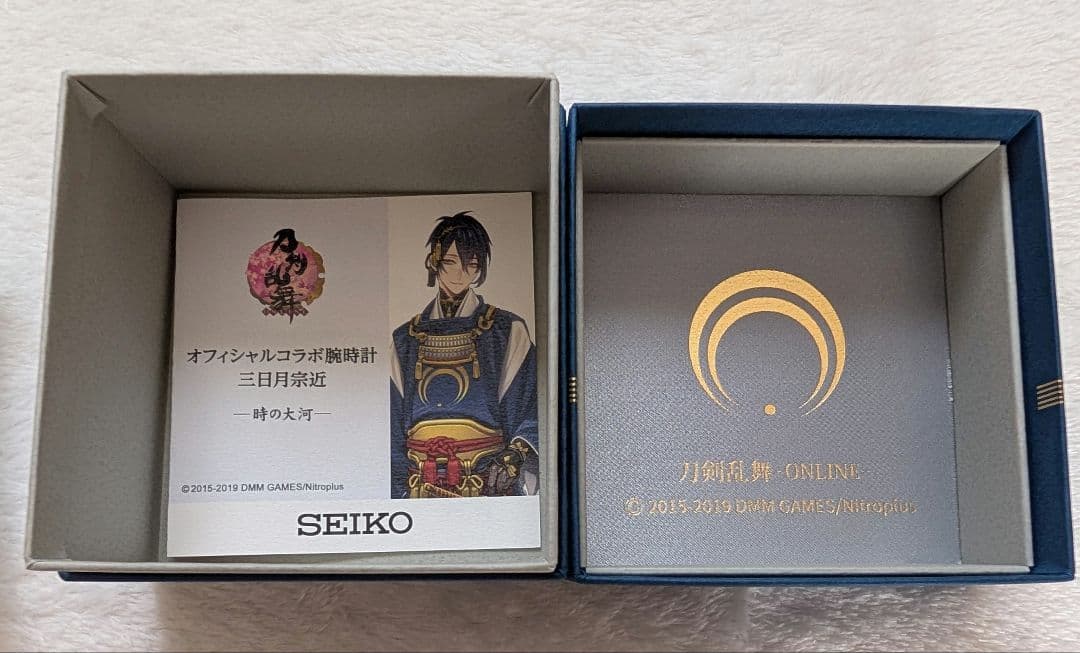 刀剣乱舞
オフィシャルコラボ腕時計
三日月宗近
―時の大河―
©2015-2019 DMM GAMES/Nitroplus
SEIKO
刀剣乱舞-ONLINE
© 2015-2019 DMM GAMES/Nitroplus